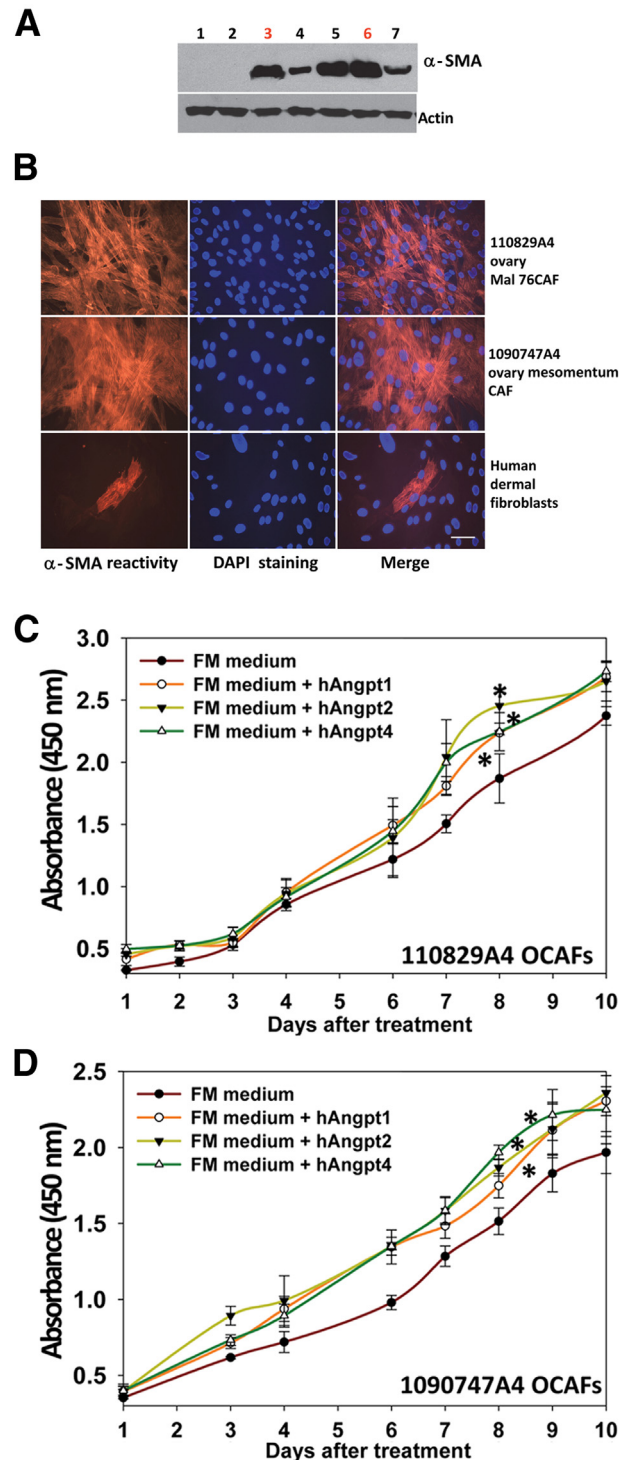 A
1 2 3 4 5 6 7
α-SMA
Actin
B
110829A4
ovary
Mal 76CAF
1090747A4
ovary mesomentum
CAF
Human
dermal
fibroblasts
α-SMA reactivity DAPI staining Merge
C
3.0
2.5
2.0
1.5
1.0
0.5
Absorbance (450 nm)
FM medium
FM medium + hAngpt1
FM medium + hAngpt2
FM medium + hAngpt4
* * *
110829A4 OCAFs
1 2 3 4 5 6 7 8 9 10
Days after treatment
D
2.5
2.0
1.5
1.0
0.5
Absorbance (450 nm)
FM medium
FM medium + hAngpt1
FM medium + hAngpt2
FM medium + hAngpt4
* * *
1090747A4 OCAFs
1 2 3 4 5 6 7 8 9 10
Days after treatment